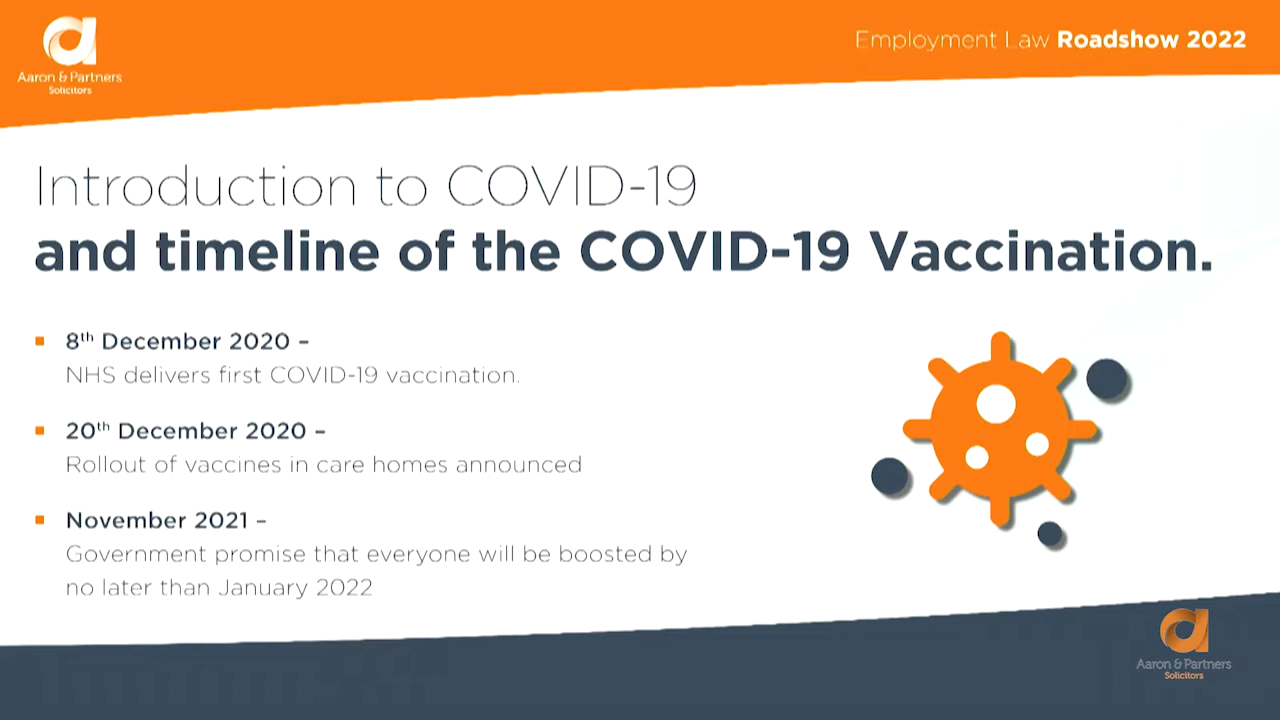 Aaron & Partners
Solicitors
Employment Law Roadshow 2022
Introduction to COVID-19
and timeline of the COVID-19 Vaccination.
8th December 2020 –
NHS delivers first COVID-19 vaccination.
20th December 2020 –
Rollout of vaccines in care homes announced
November 2021 –
Government promise that everyone will be boosted by
no later than January 2022
Aaron & Partners
Solicitors